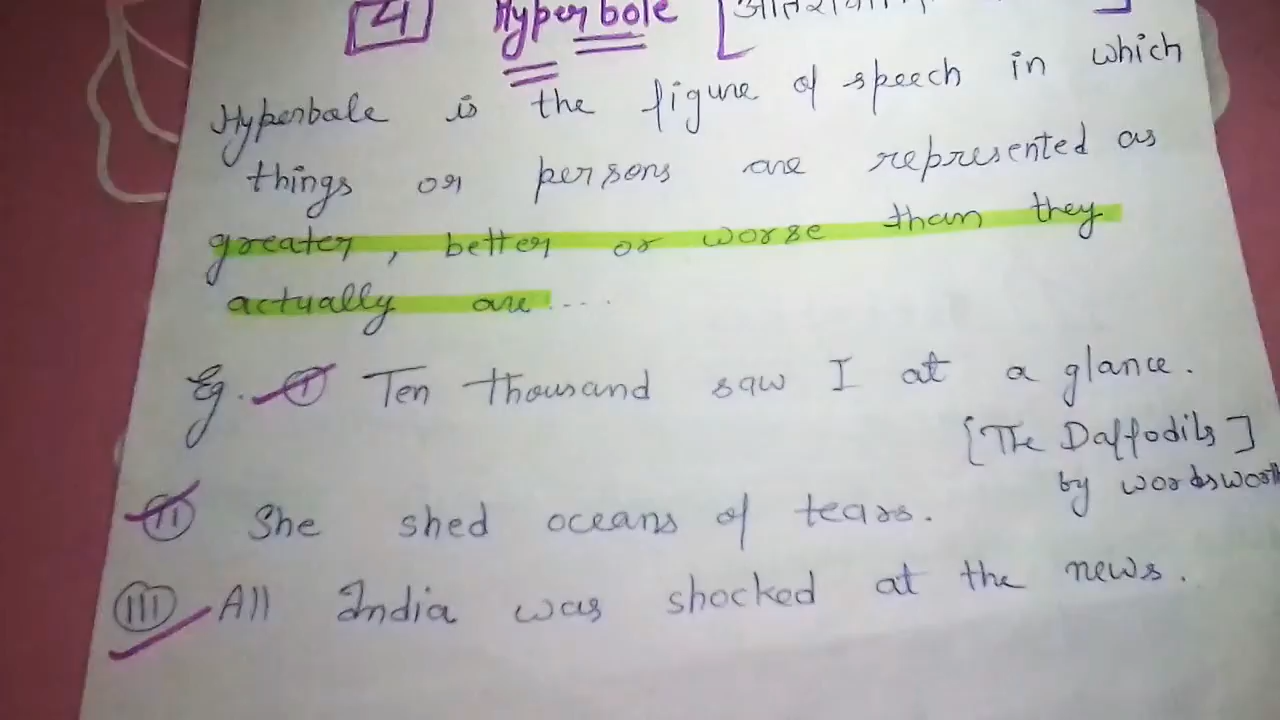 4 Hyperbole [
Hyperbale is the figure of speech in which
things or persons are represented as
greater, better or worse than they
actually are....
Eg. I Ten thousand saw I at a glance.
[The Daffodils]
by wordsworth
II She shed oceans of tears.
III All India was shocked at the news.